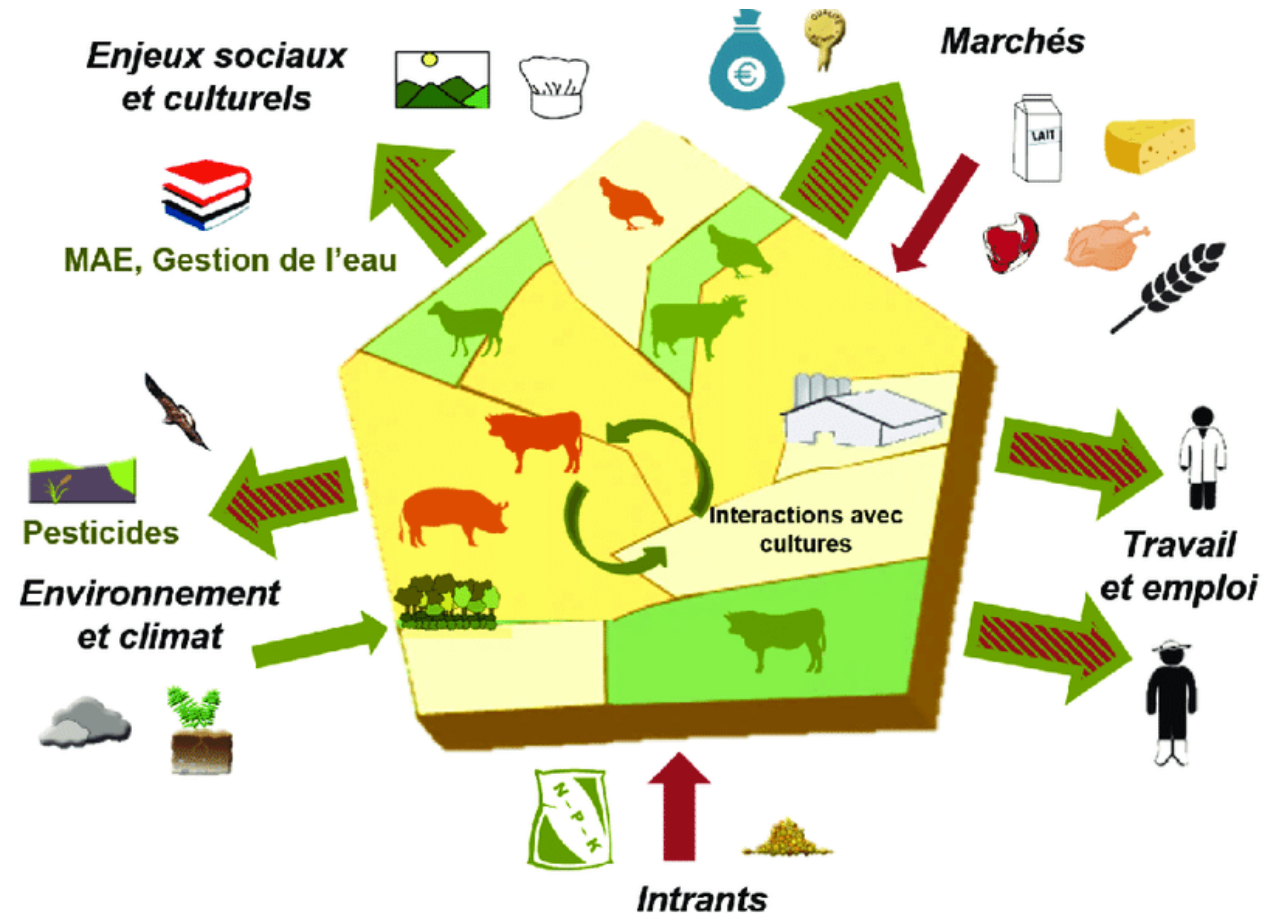 Enjeux sociaux
et culturels
Marchés
LAIT
MAE, Gestion de l'eau
Pesticides
Environnement
et climat
Interactions avec
cultures
Travail
et emploi
N-P-K
Intrants